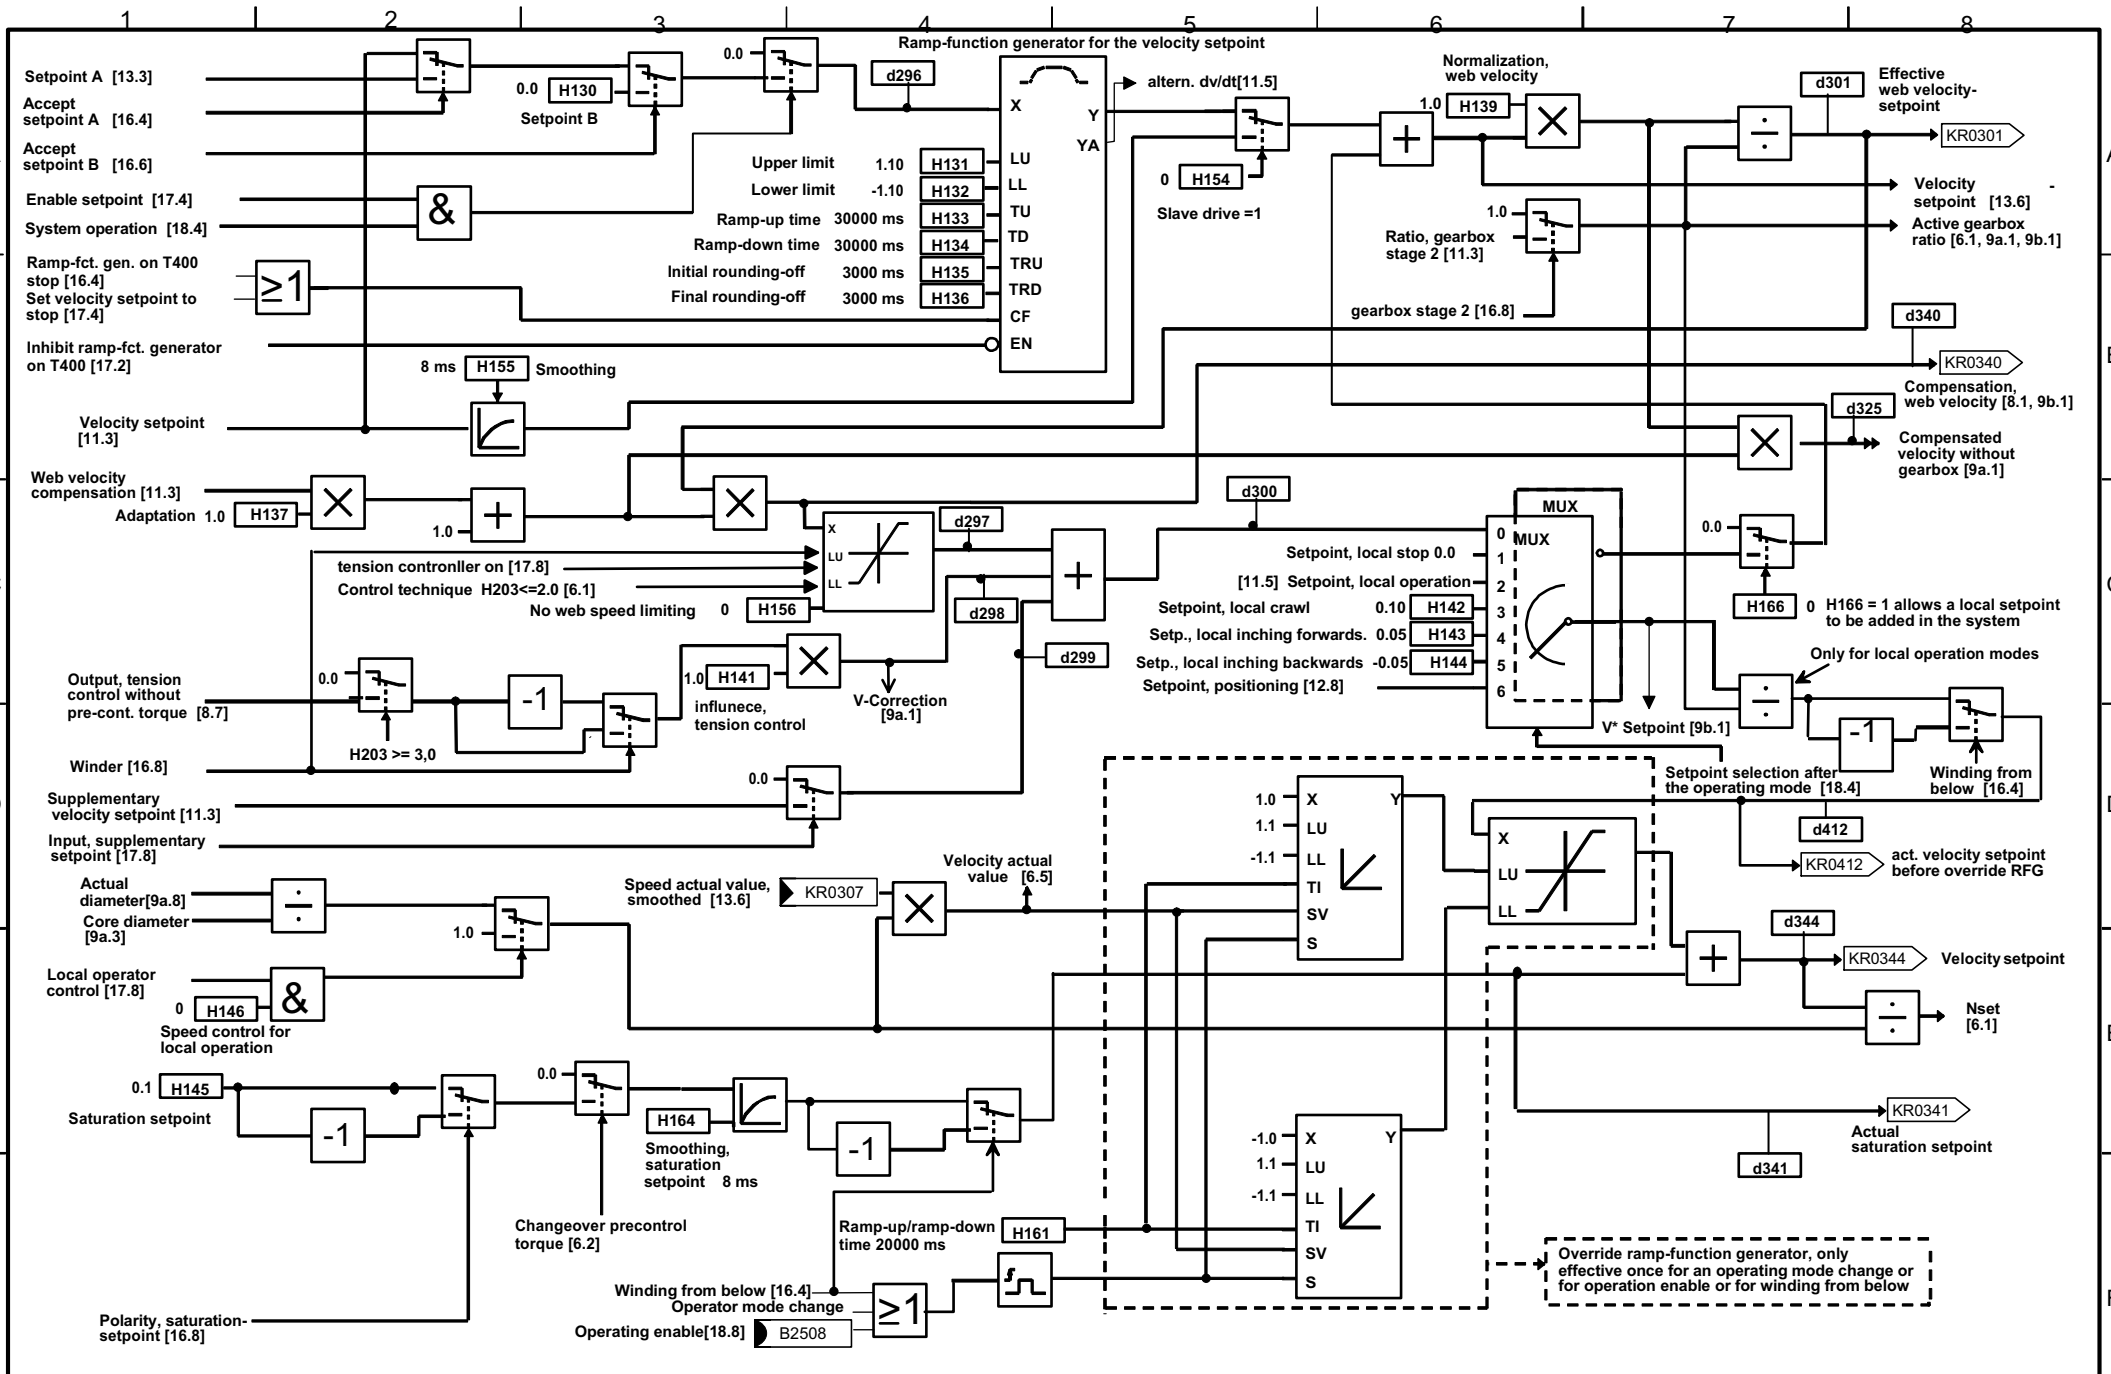 1 2 3 4 5 6 7 8
Ramp-function generator for the velocity setpoint
Setpoint A [13.3]
Accept
setpoint A [16.4]
Accept
setpoint B [16.6]
0.0 H130
Setpoint B
0.0
d296
X
Y
YA
altern. dv/dt[11.5]
Enable setpoint [17.4]
System operation [18.4]
&
Upper limit 1.10 H131 LU
Lower limit -1.10 H132 LL
Ramp-up time 30000 ms H133 TU
Ramp-down time 30000 ms H134 TD
Initial rounding-off 3000 ms H135 TRU
Final rounding-off 3000 ms H136 TRD
CF
EN
Ramp-fct. gen. on T400
stop [16.4]
Set velocity setpoint to
stop [17.4]
≥1
Inhibit ramp-fct. generator
on T400 [17.2]
0 H154
Slave drive =1
Normalization,
web velocity
1.0 H139
+
×
÷
d301
Effective
web velocity-
setpoint
KR0301
A
Velocity -
setpoint [13.6]
Active gearbox
ratio [6.1, 9a.1, 9b.1]
1.0
Ratio, gearbox
stage 2 [11.3]
gearbox stage 2 [16.8]
d340
KR0340
B
8 ms H155 Smoothing
Velocity setpoint
[11.3]
Compensation,
web velocity [8.1, 9b.1]
d325
×
Compensated
velocity without
gearbox [9a.1]
Web velocity
compensation [11.3]
Adaptation 1.0 H137
×
1.0
+
×
X
LU
LL
d297
tension contronller on [17.8]
Control technique H203<=2.0 [6.1]
No web speed limiting 0 H156
d298
+
d299
d300
MUX
MUX
0
Setpoint, local stop 0.0 1
[11.5] Setpoint, local operation 2
Setpoint, local crawl 0.10 H142 3
Setp., local inching forwards. 0.05 H143 4
Setp., local inching backwards -0.05 H144 5
Setpoint, positioning [12.8] 6
0.0
H166 0 H166 = 1 allows a local setpoint
to be added in the system
C
Only for local operation modes
Output, tension
control without
pre-cont. torque [8.7]
0.0
-1
H203 >= 3,0
1.0 H141
influnece,
tension control
×
V-Correction
[9a.1]
V* Setpoint [9b.1]
÷
-1
Setpoint selection after
the operating mode [18.4]
Winding from
below [16.4]
Winder [16.8]
Supplementary
velocity setpoint [11.3]
Input, supplementary
setpoint [17.8]
0.0
1.0 X Y
1.1 LU
-1.1 LL
TI
SV
S
X
LU
LL
D
d412
KR0412
act. velocity setpoint
before override RFG
Actual
diameter[9a.8]
Core diameter
[9a.3]
÷
1.0
Local operator
control [17.8]
0 H146
&
Speed control for
local operation
Speed actual value,
smoothed [13.6]
KR0307
×
Velocity actual
value [6.5]
+
d344
KR0344
Velocity setpoint
÷
Nset
[6.1]
E
0.1 H145
Saturation setpoint
-1
0.0
H164
Smoothing,
saturation
setpoint 8 ms
-1
KR0341
Actual
saturation setpoint
d341
-1.0 X Y
1.1 LU
-1.1 LL
TI
SV
S
Changeover precontrol
torque [6.2]
Ramp-up/ramp-down
time 20000 ms
H161
Winding from below [16.4]
Operator mode change
Operating enable[18.8] B2508
≥1
Polarity, saturation-
setpoint [16.8]
Override ramp-function generator, only
effective once for an operating mode change or
for operation enable or for winding from below
F